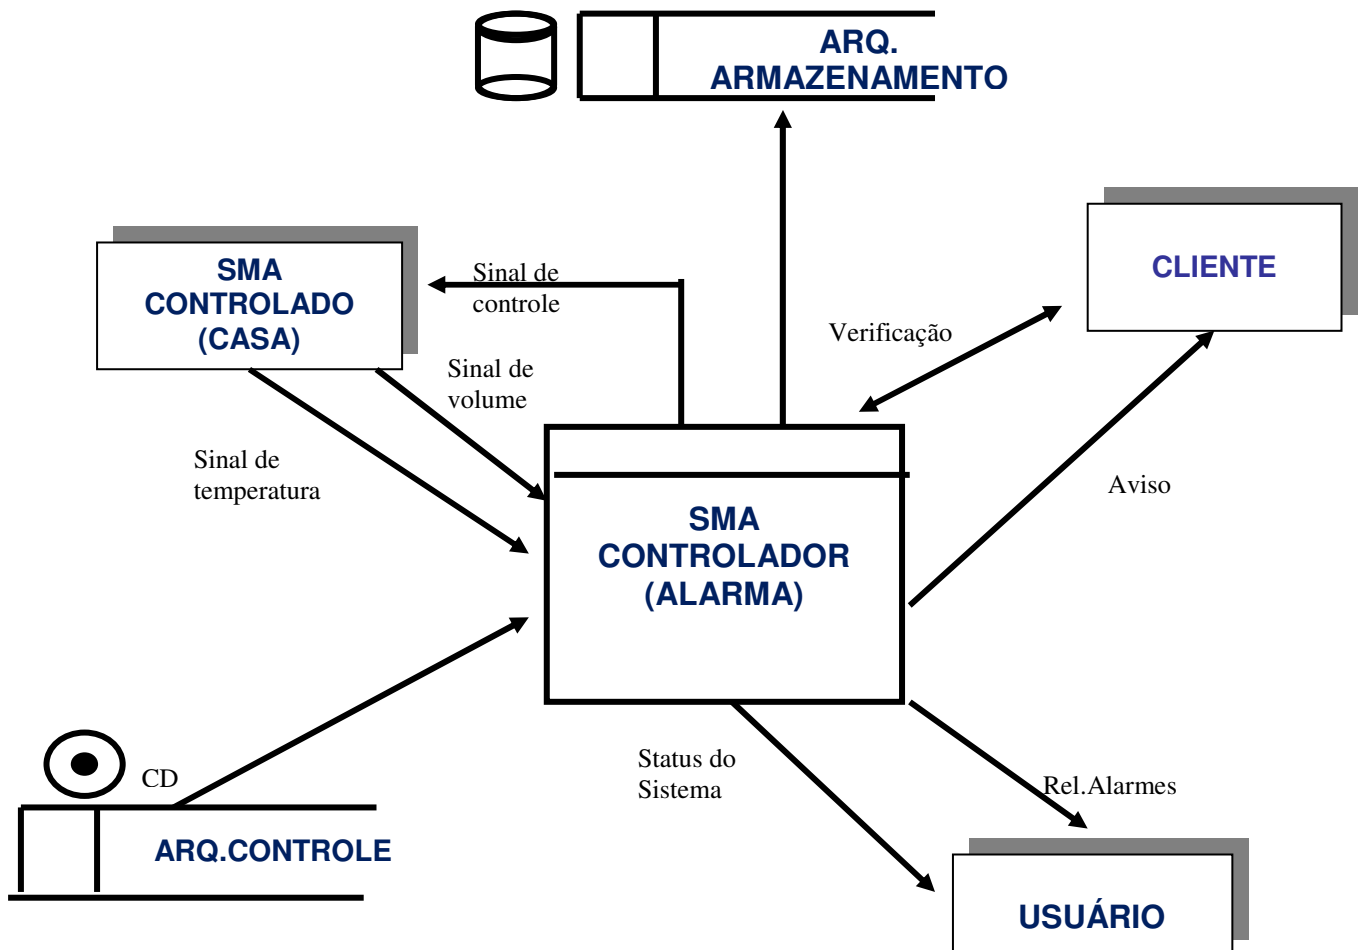 ARQ.
ARMAZENAMENTO
SMA
CONTROLADO
(CASA)
Sinal de
controle
CLIENTE
Verificação
Sinal de
volume
Sinal de
temperatura
Aviso
SMA
CONTROLADOR
(ALARMA)
CD
Status do
Sistema
Rel.Alarmes
ARQ.CONTROLE
USUÁRIO